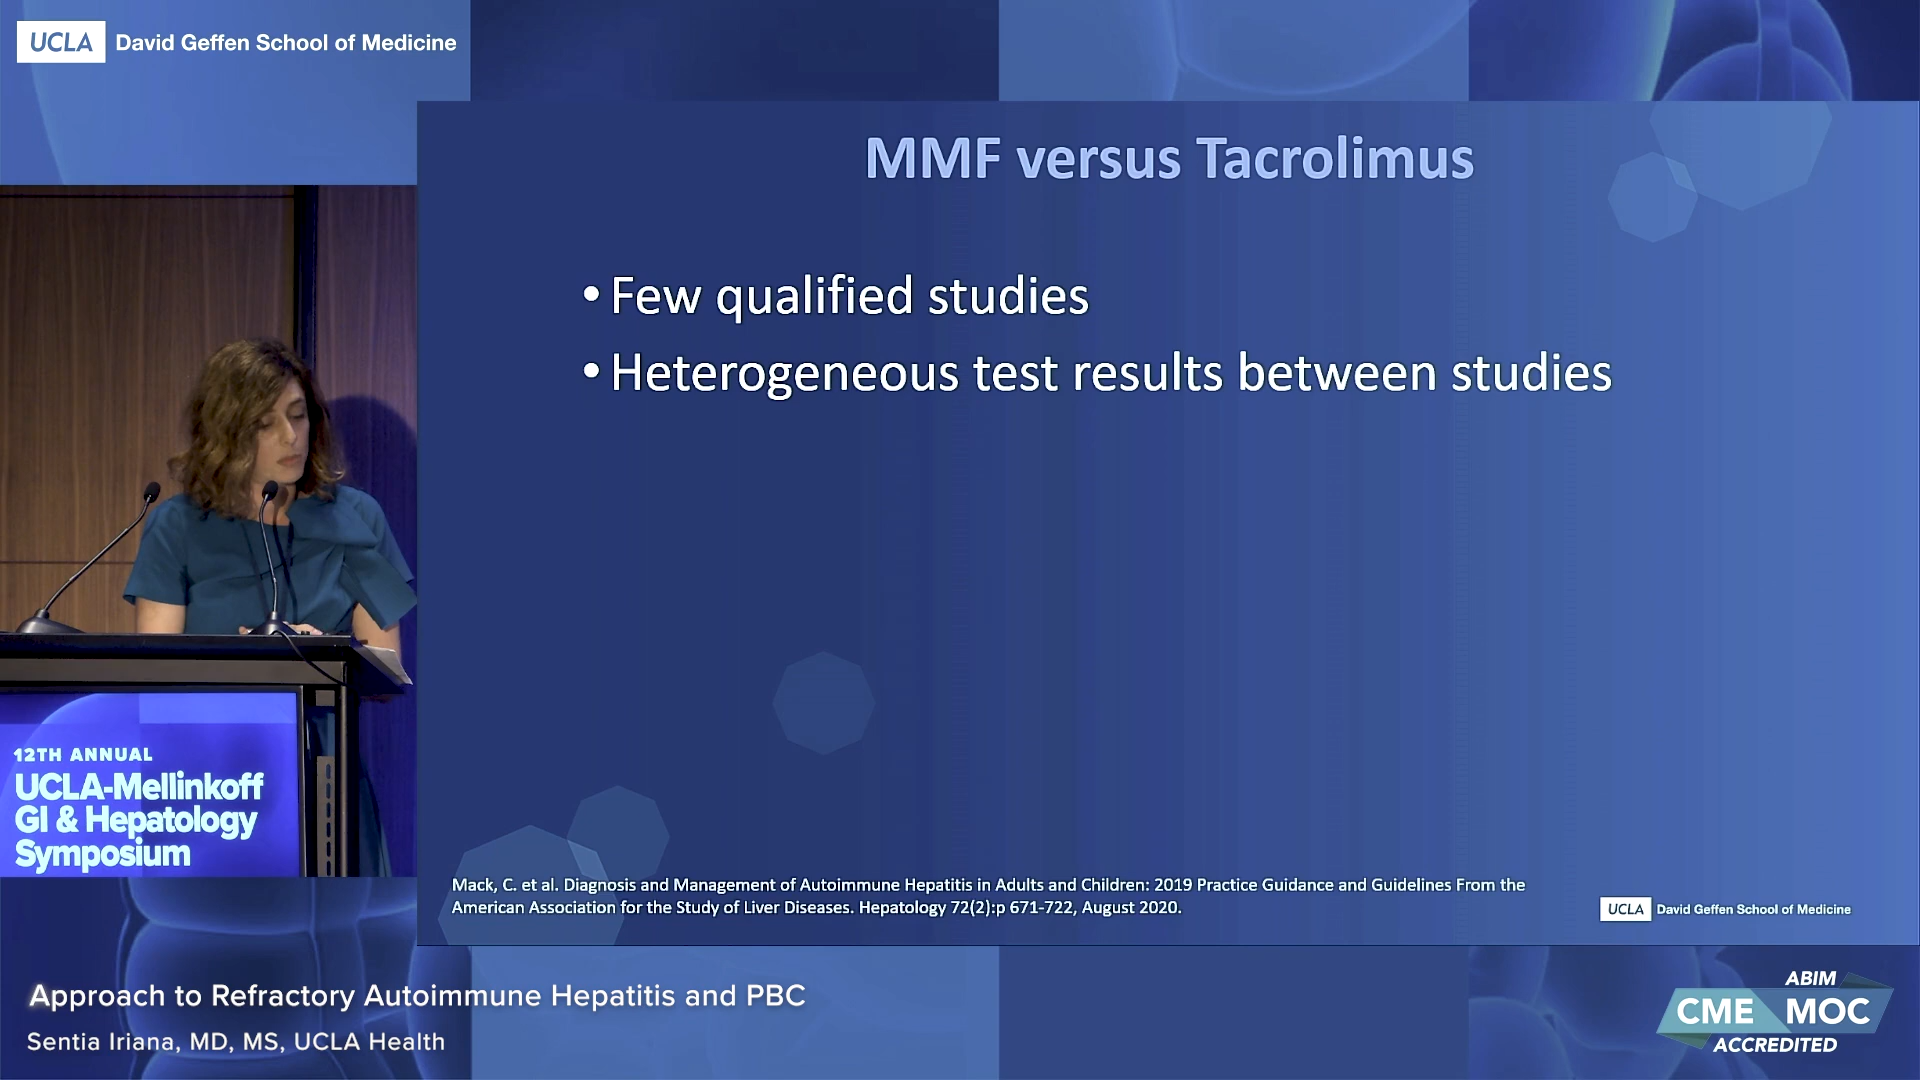 UCLA David Geffen School of Medicine
MMF versus Tacrolimus
• Few qualified studies
• Heterogeneous test results between studies
12TH ANNUAL
UCLA-Mellinkoff
GI & Hepatology
Symposium
Mack, C. et al. Diagnosis and Management of Autoimmune Hepatitis in Adults and Children: 2019 Practice Guidance and Guidelines From the
American Association for the Study of Liver Diseases. Hepatology 72(2):p 671-722, August 2020.
UCLA David Geffen School of Medicine
Approach to Refractory Autoimmune Hepatitis and PBC
Sentia Iriana, MD, MS, UCLA Health
ABIM
CME MOC
ACCREDITED